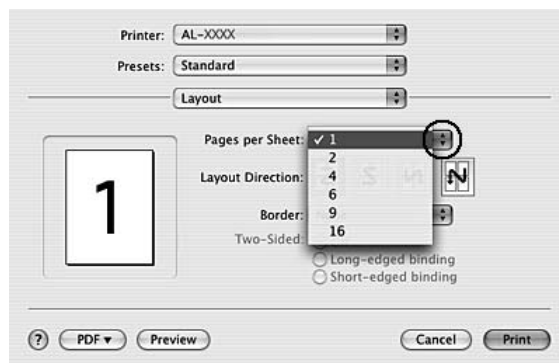 Printer: AL-XXXX
Presets: Standard
Layout
Pages per Sheet: ✓ 1
2
4
6
9
16
Layout Direction:
Border:
Two-Sided:
Long-edged binding
Short-edged binding
1
? PDF ▼ Preview Cancel Print